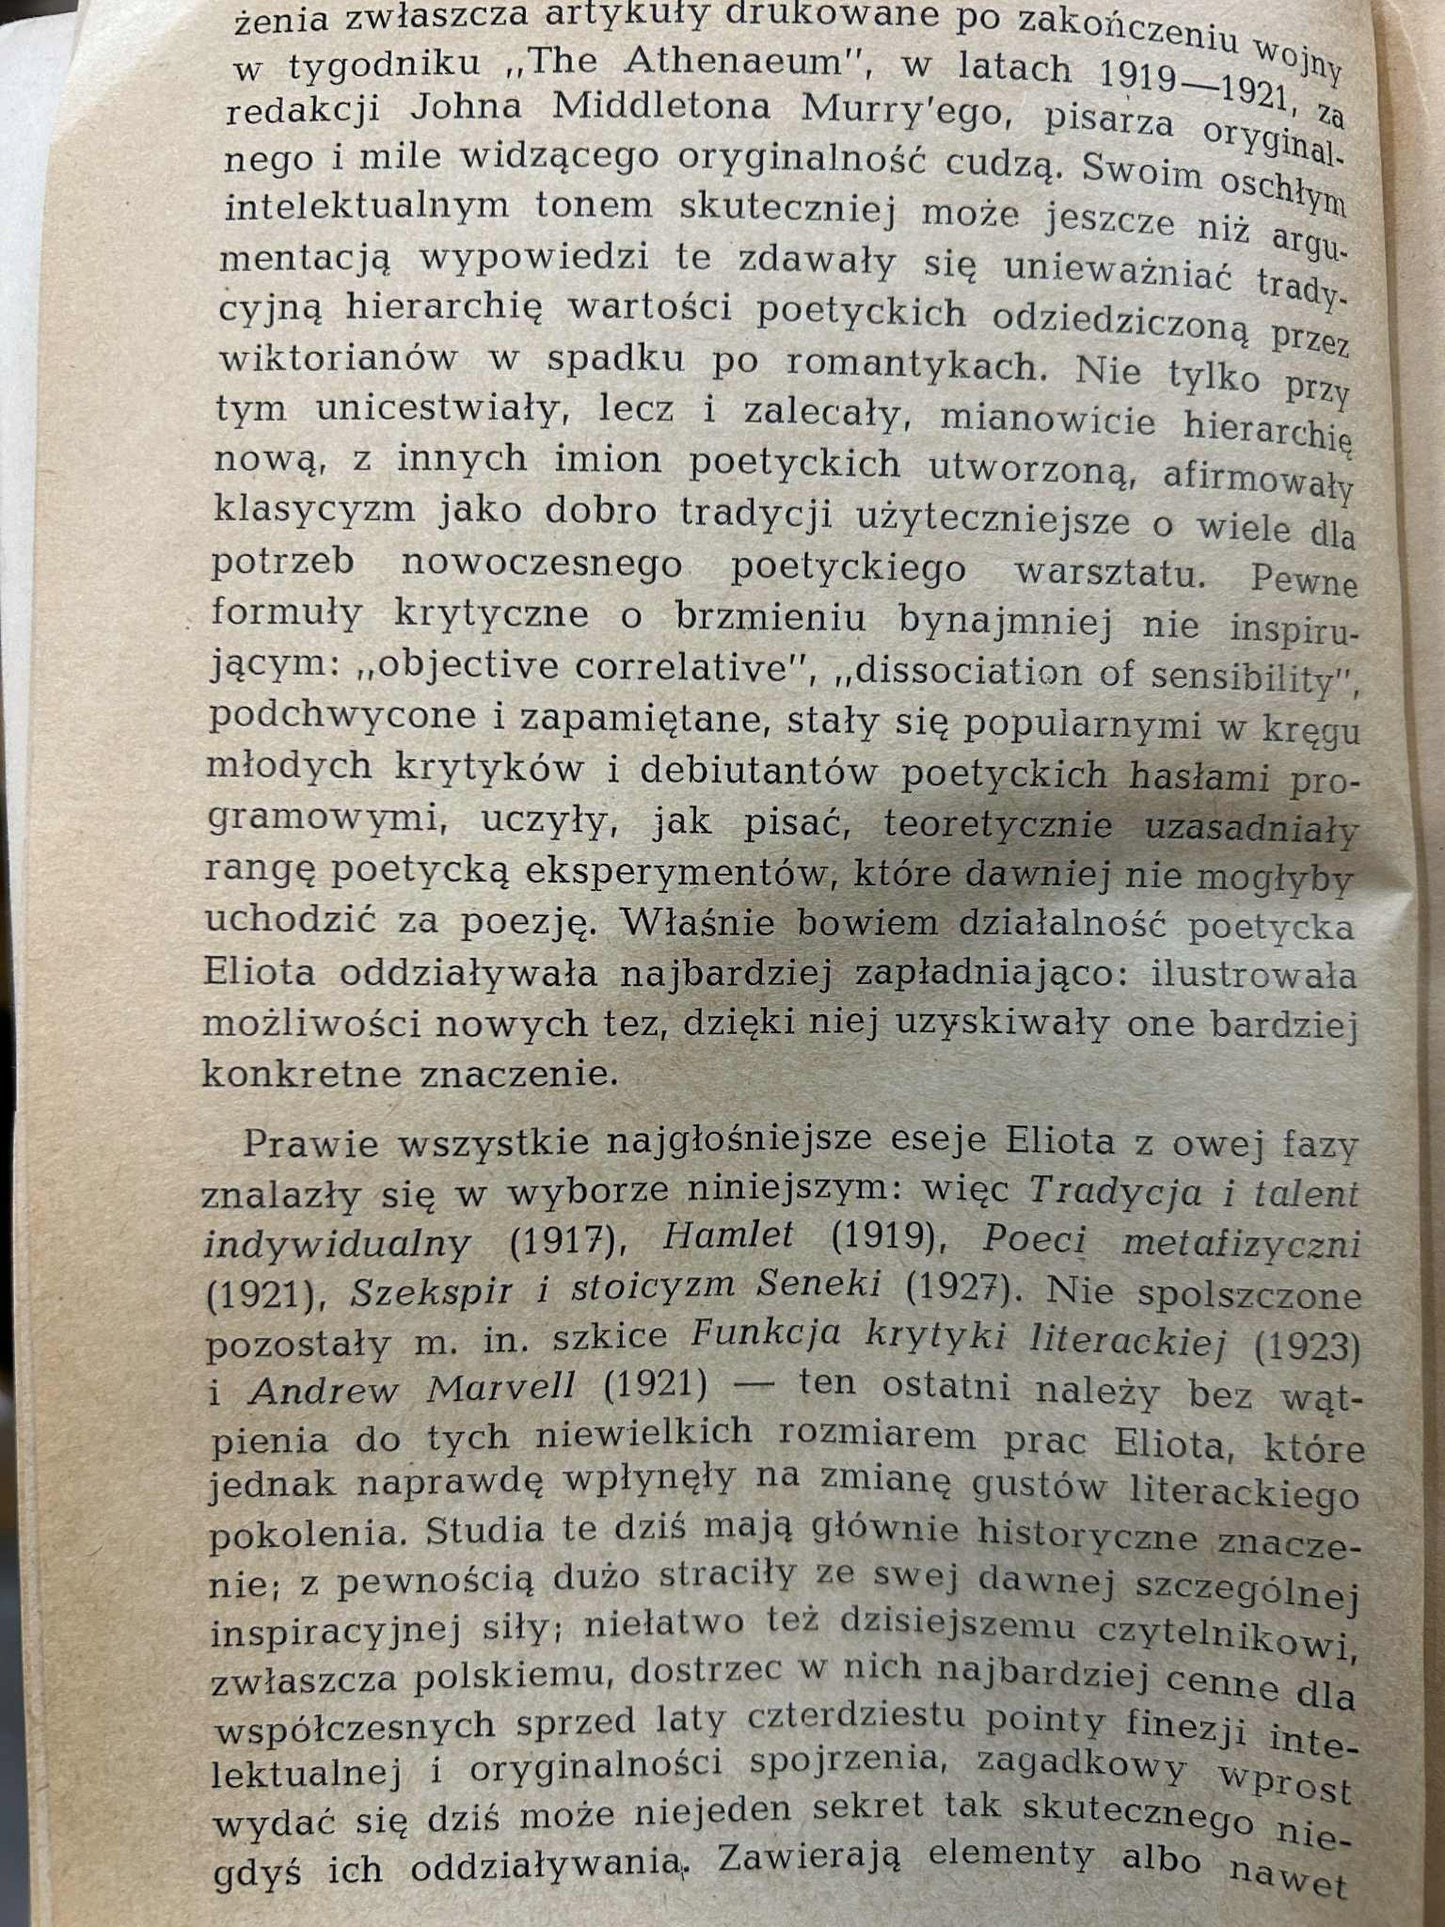 żenia zwłaszcza artykuły drukowane po zakończeniu wojny
w tygodniku „The Athenaeum", w latach 1919—1921, za
redakcji Johna Middletona Murry'ego, pisarza oryginal-
nego i mile widzącego oryginalność cudzą. Swoim oschłym
intelektualnym tonem skuteczniej może jeszcze niż argu-
mentacją wypowiedzi te zdawały się unieważniać trady-
cyjną hierarchię wartości poetyckich odziedziczoną przez
wiktorianów w spadku po romantykach. Nie tylko przy
tym unicestwiały, lecz i zalecały, mianowicie hierarchię
nową, z innych imion poetyckich utworzoną, afirmowały
klasycyzm jako dobro tradycji użyteczniejsze o wiele dla
potrzeb nowoczesnego poetyckiego warsztatu. Pewne
formuły krytyczne o brzmieniu bynajmniej nie inspiru-
jącym: „objective correlative", „dissociation of sensibility",
podchwycone i zapamiętane, stały się popularnymi w kręgu
młodych krytyków i debiutantów poetyckich hasłami pro-
gramowymi, uczyły, jak pisać, teoretycznie uzasadniały
rangę poetycką eksperymentów, które dawniej nie mogłyby
uchodzić za poezję. Właśnie bowiem działalność poetycka
Eliota oddziaływała najbardziej zapładniająco: ilustrowała
możliwości nowych tez, dzięki niej uzyskiwały one bardziej
konkretne znaczenie.
Prawie wszystkie najgłośniejsze eseje Eliota z owej fazy
znalazły się w wyborze niniejszym: więc Tradycja i talent
indywidualny (1917), Hamlet (1919), Poeci metafizyczni
(1921), Szekspir i stoicyzm Seneki (1927). Nie spolszczone
pozostały m. in. szkice Funkcja krytyki literackiej (1923)
i Andrew Marvell (1921) — ten ostatni należy bez wąt-
pienia do tych niewielkich rozmiarem prac Eliota, które
jednak naprawdę wpłynęły na zmianę gustów literackiego
pokolenia. Studia te dziś mają głównie historyczne znacze-
nie; z pewnością dużo straciły ze swej dawnej szczególnej
inspiracyjnej siły; niełatwo też dzisiejszemu czytelnikowi,
zwłaszcza polskiemu, dostrzec w nich najbardziej cenne dla
współczesnych sprzed laty czterdziestu pointy finezji inte-
lektualnej i oryginalności spojrzenia, zagadkowy wprost
wydać się dziś może niejeden sekret tak skutecznego nie-
gdyś ich oddziaływania. Zawierają elementy albo nawet